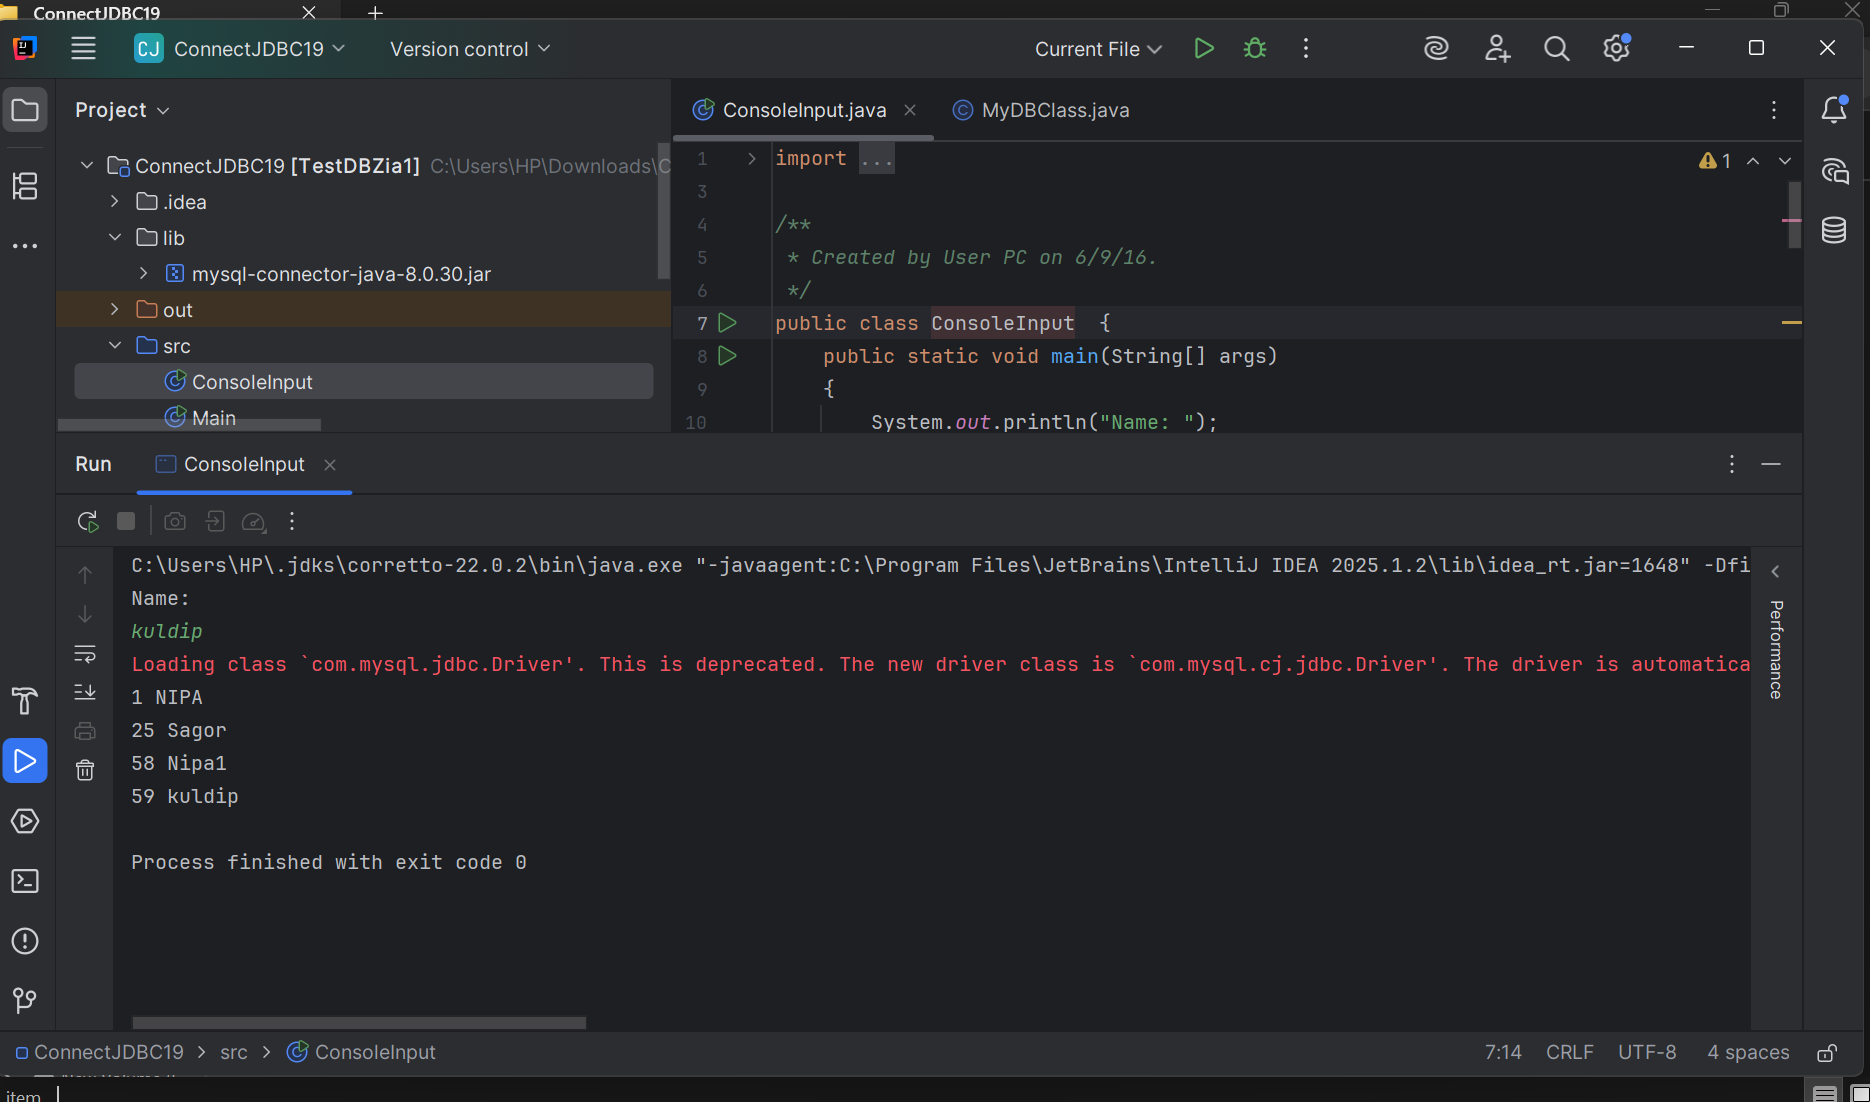 ConnectJDBC19
CJ ConnectJDBC19 Version control Current File
Project
ConnectJDBC19 [TestDBZia1] C:\Users\HP\Downloads\C
.idea
lib
mysql-connector-java-8.0.30.jar
out
src
ConsoleInput
Main
ConsoleInput.java MyDBClass.java
1 import ...
1
3
4 /**
5 * Created by User PC on 6/9/16.
6 */
7 public class ConsoleInput {
8 public static void main(String[] args)
9 {
10 System.out.println("Name: ");
Run ConsoleInput
C:\Users\HP\.jdks\corretto-22.0.2\bin\java.exe "-javaagent:C:\Program Files\JetBrains\IntelliJ IDEA 2025.1.2\lib\idea_rt.jar=1648" -Dfi
Name:
kuldip
Loading class `com.mysql.jdbc.Driver'. This is deprecated. The new driver class is `com.mysql.cj.jdbc.Driver'. The driver is automatica
1 NIPA
25 Sagor
58 Nipa1
59 kuldip
Process finished with exit code 0
Performance
ConnectJDBC19 > src > ConsoleInput 7:14 CRLF UTF-8 4 spaces
item